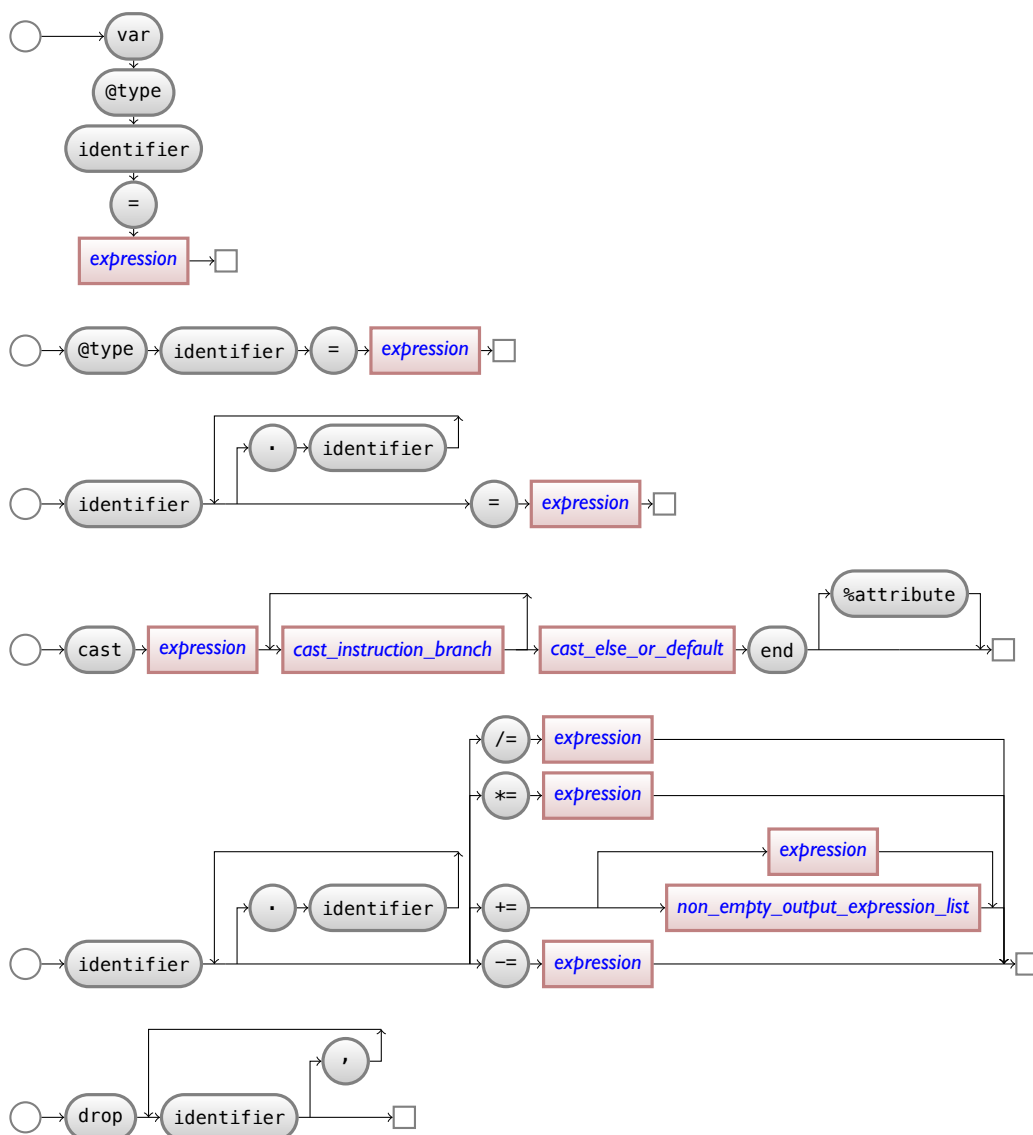 var
@type
identifier
=
expression
@type identifier = expression
. identifier
identifier = expression
%attribute
cast expression cast_instruction_branch cast_else_or_default end
/= expression
*= expression
expression
. identifier += non_empty_output_expression_list
identifier -= expression
,
drop identifier